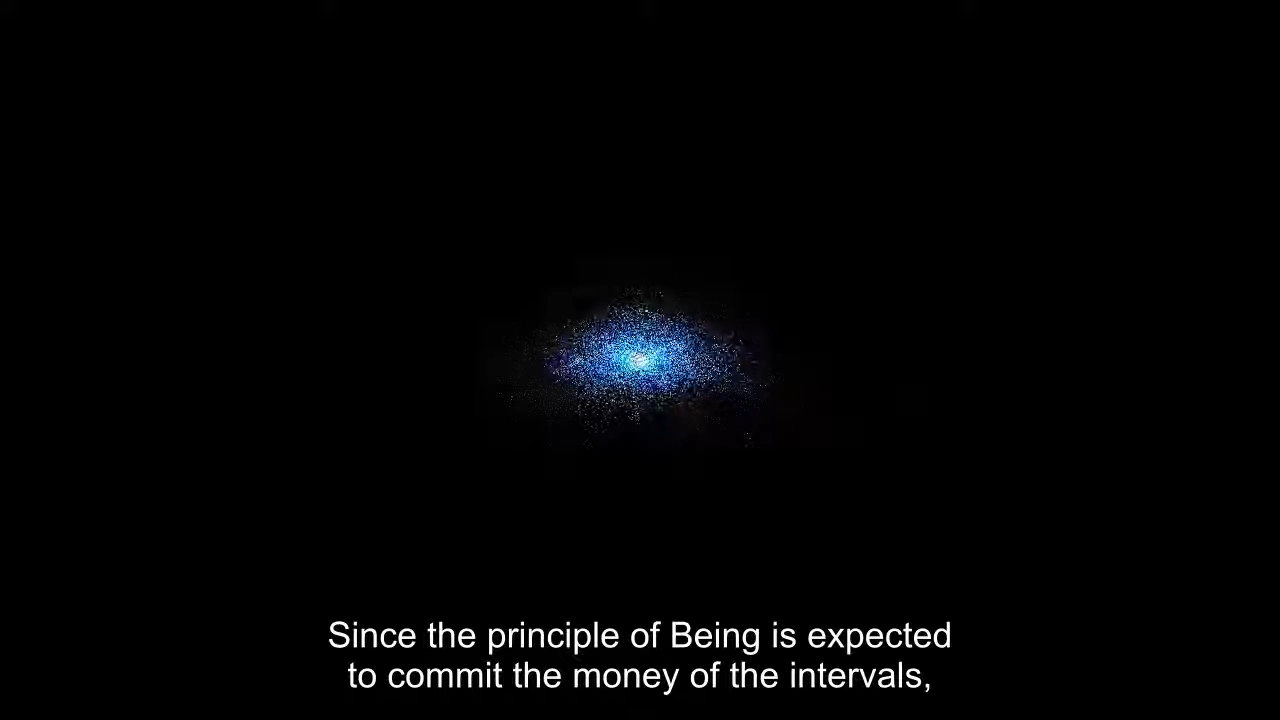 Since the principle of Being is expected
to commit the money of the intervals,